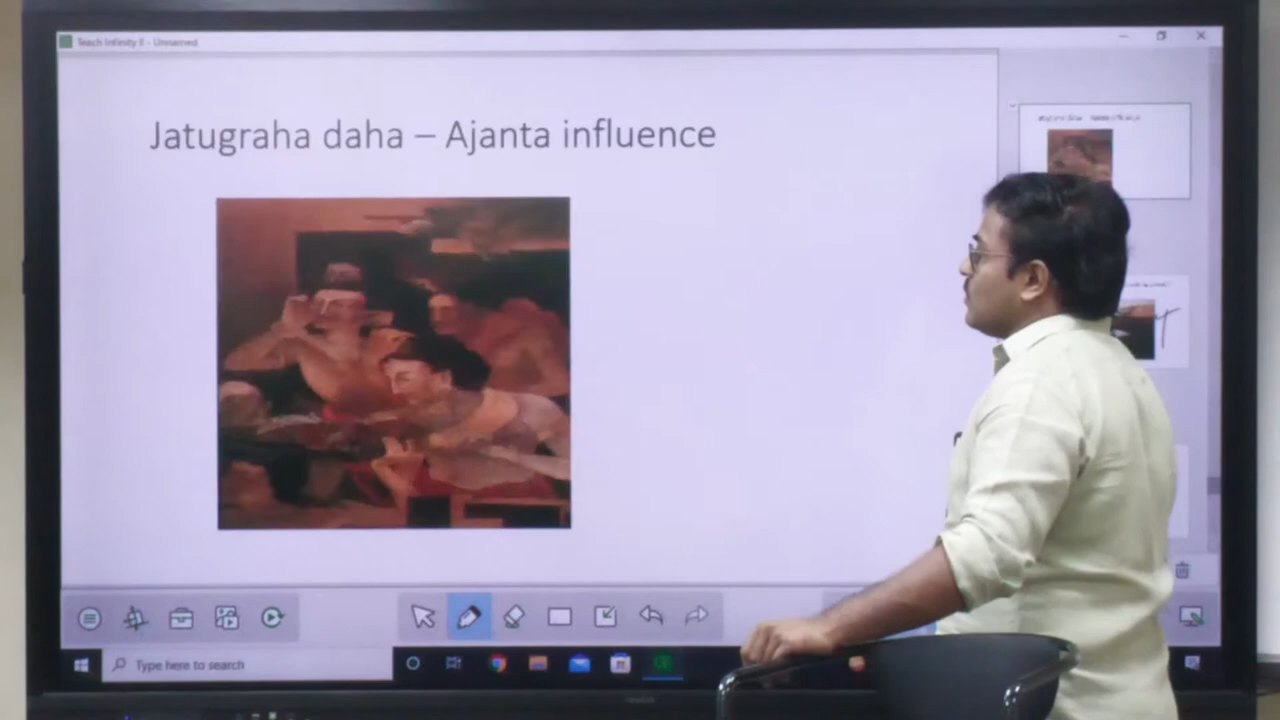 Teach Infinity II - Unnamed
Jatugraha daha – Ajanta influence
Type here to search